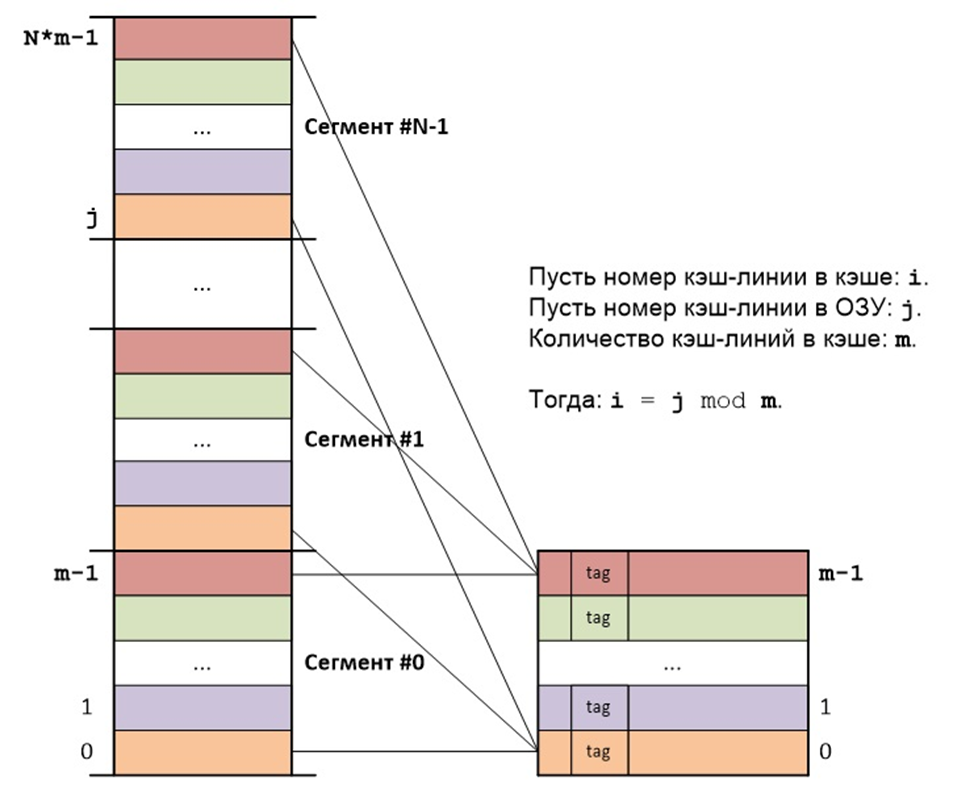 N*m-1
...
Сегмент #N-1
j
...
Пусть номер кэш-линии в кэше: i.
Пусть номер кэш-линии в ОЗУ: j.
Количество кэш-линий в кэше: m.
Тогда: i = j mod m.
...
Сегмент #1
m-1
tag
m-1
tag
...
Сегмент #0
...
1
tag
1
0
tag
0